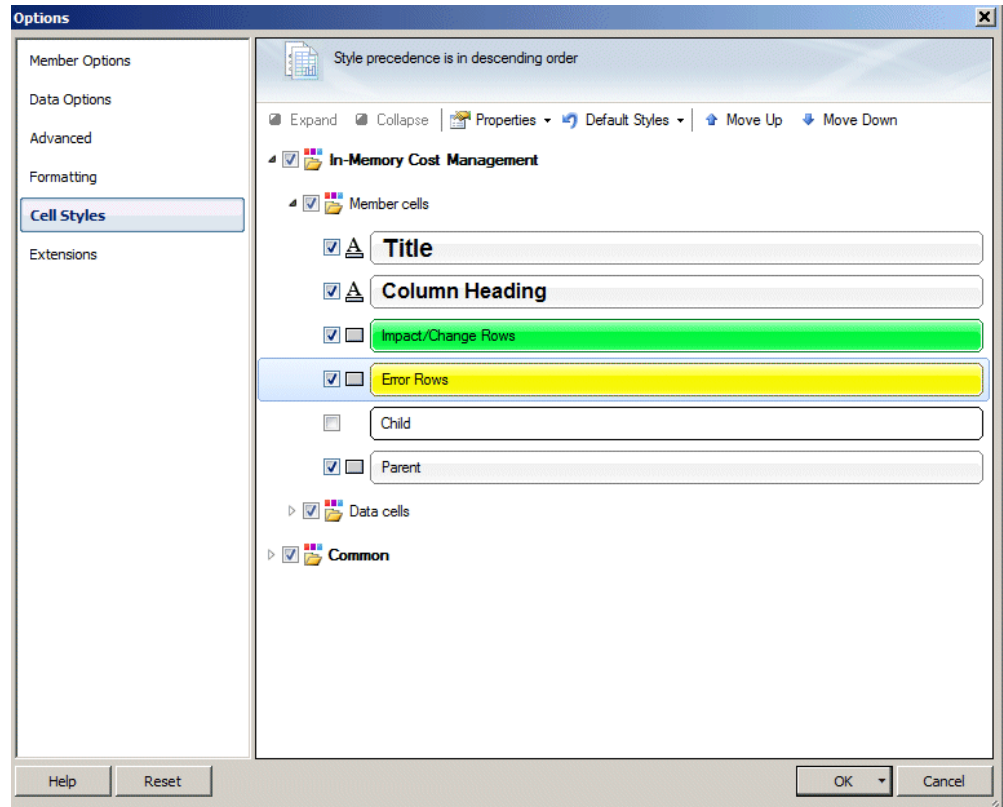 Options
Member Options
Data Options
Advanced
Formatting
Cell Styles
Extensions
Style precedence is in descending order
Expand Collapse Properties Default Styles Move Up Move Down
In-Memory Cost Management
Member cells
Title
Column Heading
Impact/Change Rows
Error Rows
Child
Parent
Data cells
Common
Help Reset OK Cancel